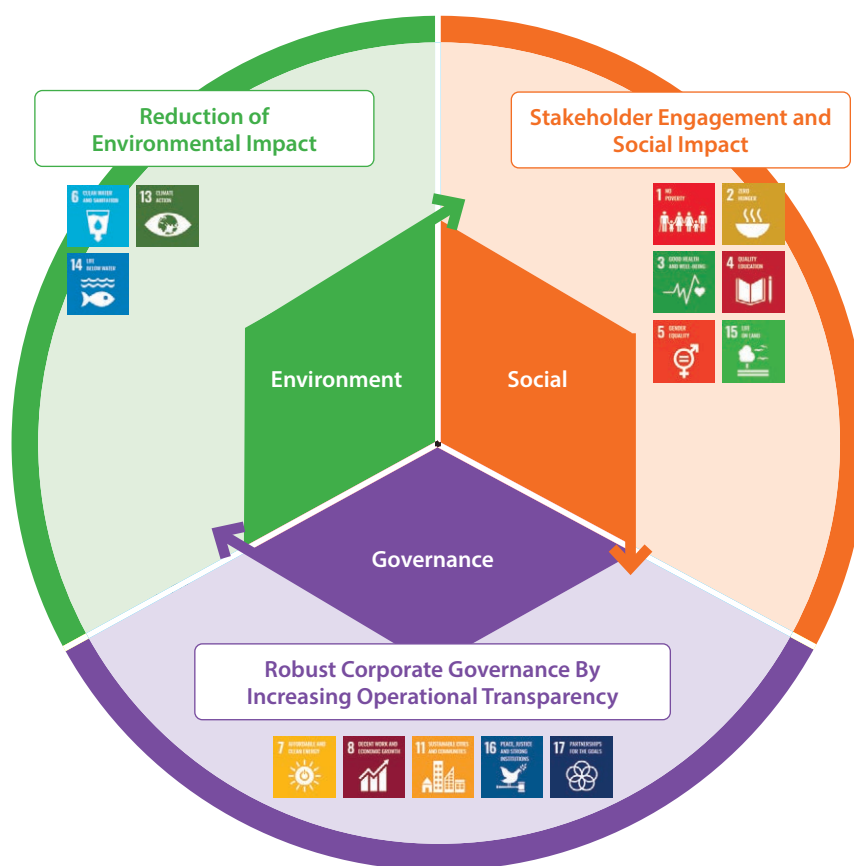 Reduction of
Environmental Impact
6 CLEAN WATER
AND SANITATION
13 CLIMATE
ACTION
14 LIFE
BELOW WATER
Stakeholder Engagement and
Social Impact
1 NO
POVERTY
2 ZERO
HUNGER
3 GOOD HEALTH
AND WELL-BEING
4 QUALITY
EDUCATION
5 GENDER
EQUALITY
15 LIFE
ON LAND
Environment
Social
Governance
Robust Corporate Governance By
Increasing Operational Transparency
7 AFFORDABLE AND
CLEAN ENERGY
8 DECENT WORK AND
ECONOMIC GROWTH
11 SUSTAINABLE CITIES
AND COMMUNITIES
16 PEACE, JUSTICE
AND STRONG
INSTITUTIONS
17 PARTNERSHIPS
FOR THE GOALS